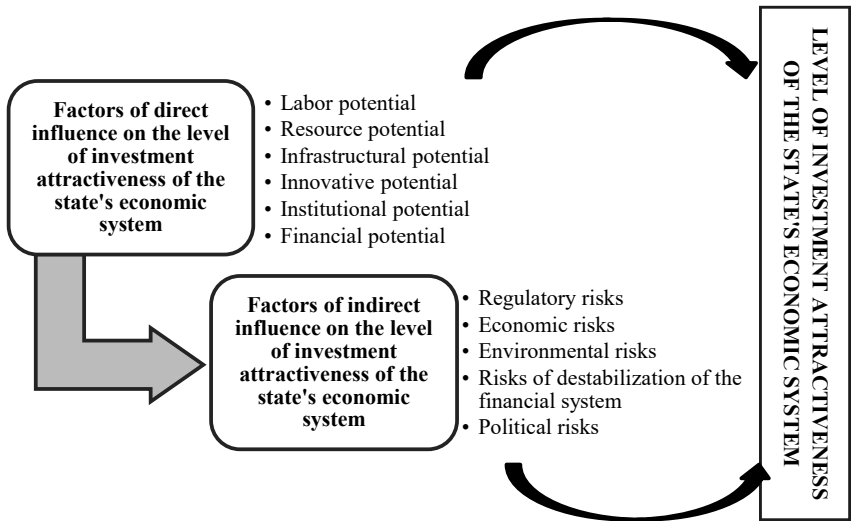 Factors of direct
influence on the level
of investment
attractiveness of the
state's economic
system
• Labor potential
• Resource potential
• Infrastructural potential
• Innovative potential
• Institutional potential
• Financial potential
Factors of indirect
influence on the level
of investment
attractiveness of the
state's economic
system
• Regulatory risks
• Economic risks
• Environmental risks
• Risks of destabilization of the
financial system
• Political risks
LEVEL OF INVESTMENT ATTRACTIVENESS
OF THE STATE'S ECONOMIC SYSTEM